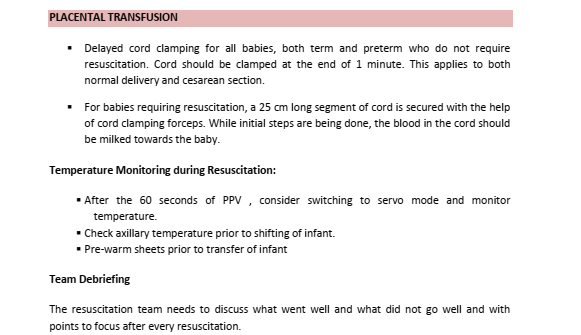 PLACENTAL TRANSFUSION
▪ Delayed cord clamping for all babies, both term and preterm who do not require
resuscitation. Cord should be clamped at the end of 1 minute. This applies to both
normal delivery and cesarean section.
▪ For babies requiring resuscitation, a 25 cm long segment of cord is secured with the help
of cord clamping forceps. While initial steps are being done, the blood in the cord should
be milked towards the baby.
Temperature Monitoring during Resuscitation:
▪ After the 60 seconds of PPV , consider switching to servo mode and monitor
temperature.
▪ Check axillary temperature prior to shifting of infant.
▪ Pre-warm sheets prior to transfer of infant
Team Debriefing
The resuscitation team needs to discuss what went well and what did not go well and with
points to focus after every resuscitation.